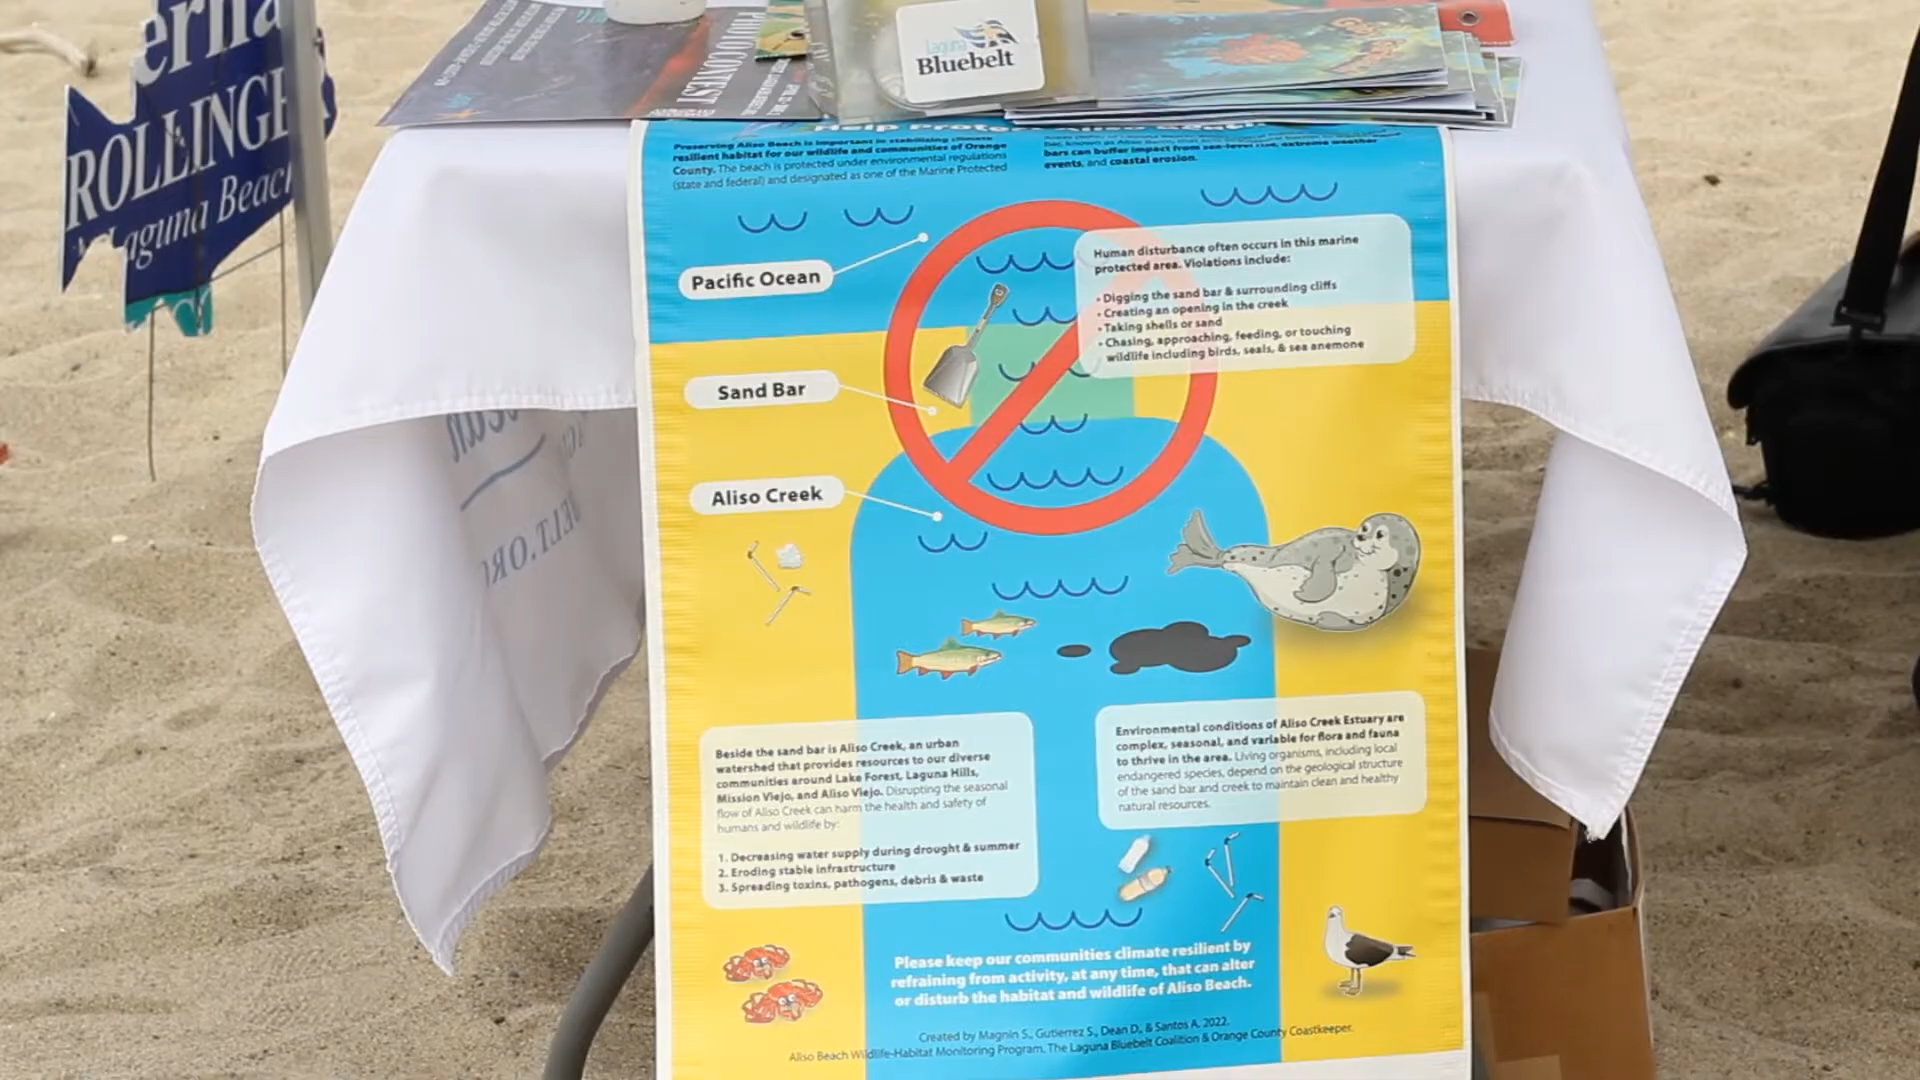 erna
ROLLINGE
Laguna Beach
PHOTO CONTEST
Laguna
Bluebelt
Help Protect Aliso Beach
Preserving Aliso Beach is important in stabilizing climate
resilient habitat for our wildlife and communities of Orange
County. The beach is protected under environmental regulations
(state and federal) and designated as one of the Marine Protected
bars can buffer impact from sea-level rise, extreme weather
events, and coastal erosion.
Pacific Ocean
Human disturbance often occurs in this marine
protected area. Violations include:
• Digging the sand bar & surrounding cliffs
• Creating an opening in the creek
• Taking shells or sand
• Chasing, approaching, feeding, or touching
wildlife including birds, seals, & sea anemone
Sand Bar
Aliso Creek
ELT.ORG
Beside the sand bar is Aliso Creek, an urban
watershed that provides resources to our diverse
communities around Lake Forest, Laguna Hills,
Mission Viejo, and Aliso Viejo. Disrupting the seasonal
flow of Aliso Creek can harm the health and safety of
humans and wildlife by:
1. Decreasing water supply during drought & summer
2. Eroding stable infrastructure
3. Spreading toxins, pathogens, debris & waste
Environmental conditions of Aliso Creek Estuary are
complex, seasonal, and variable for flora and fauna
to thrive in the area. Living organisms, including local
endangered species, depend on the geological structure
of the sand bar and creek to maintain clean and healthy
natural resources.
Please keep our communities climate resilient by
refraining from activity, at any time, that can alter
or disturb the habitat and wildlife of Aliso Beach.
Created by Magnin S., Gutierrez S., Dean D., & Santos A. 2022.
Aliso Beach Wildlife-Habitat Monitoring Program, The Laguna Bluebelt Coalition & Orange County Coastkeeper.